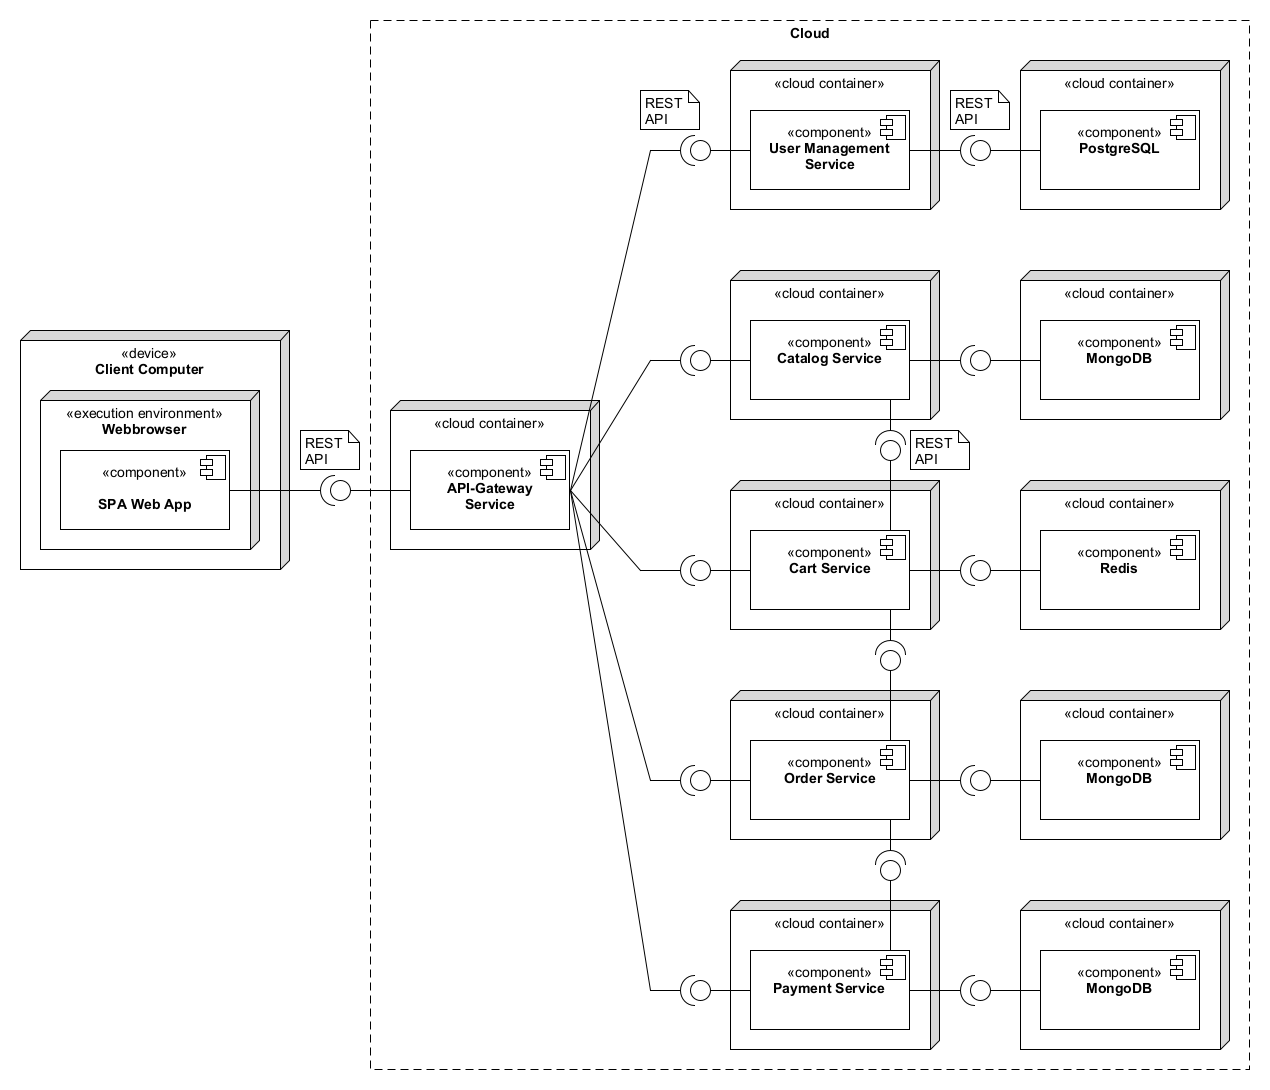 Cloud
«cloud container»
REST
API
«component»
User Management
Service
REST
API
«cloud container»
«component»
PostgreSQL
«cloud container»
«component»
Catalog Service
«cloud container»
«component»
MongoDB
«device»
Client Computer
«execution environment»
Webbrowser
«component»
SPA Web App
REST
API
«cloud container»
«component»
API-Gateway
Service
REST
API
«cloud container»
«component»
Cart Service
«cloud container»
«component»
Redis
«cloud container»
«component»
Order Service
«cloud container»
«component»
MongoDB
«cloud container»
«component»
Payment Service
«cloud container»
«component»
MongoDB